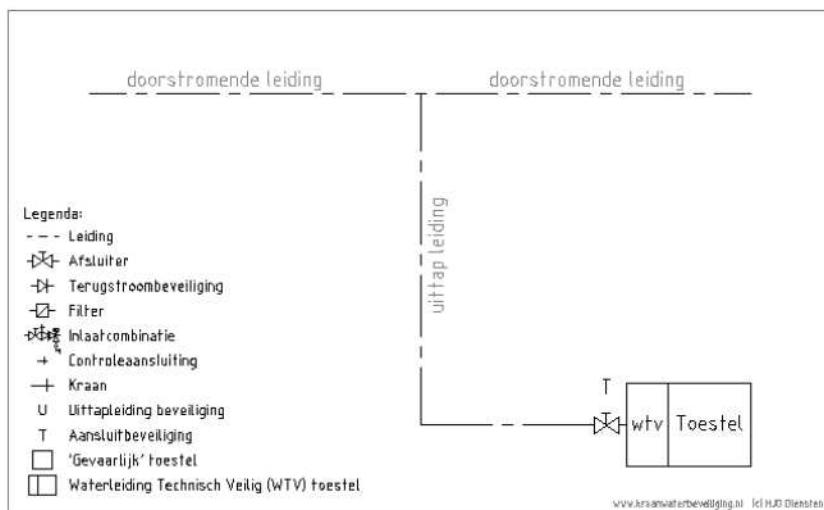 doorstromende leiding
doorstromende leiding
uittap leiding
Legenda:
Leiding
Afsluiter
Terugstroombeveiliging
Filter
Inlaatcombinatie
Controleaansluiting
Kraan
U Uittapleiding beveiliging
T Aansluitbeveiliging
'Gevaarlijk' toestel
Waterleiding Technisch Veilig (WTV) toestel
T
wtv Toestel
www.kraanwaterbeveiliging.nl (c) HJG Diensten